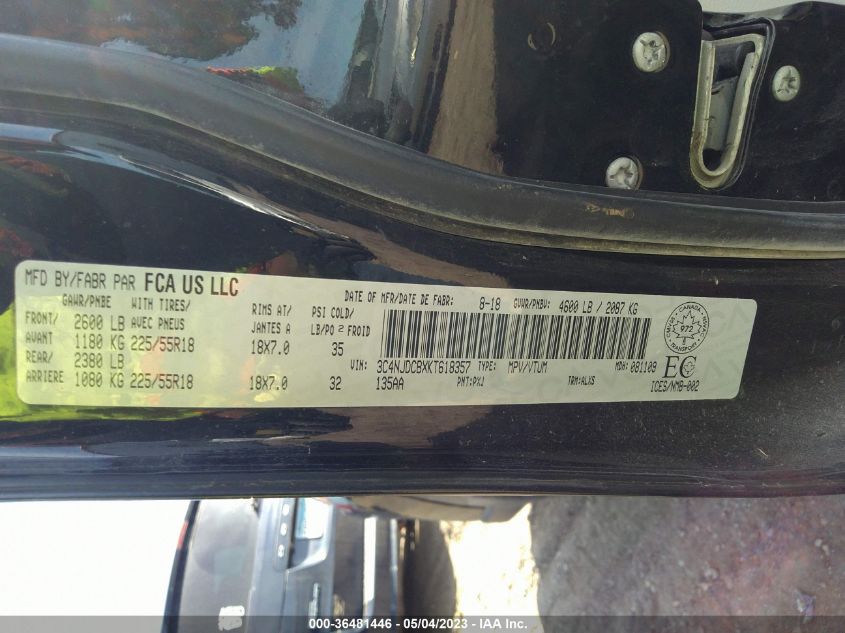 MFD BY/FABR PAR FCA US LLC
DATE OF MFR/DATE DE FABR: 8-18 GVWR/PNBV: 4600 LB / 2087 KG
GAWR/PNBE WITH TIRES/ RIMS AT/ PSI COLD/
FRONT/ 2600 LB AVEC PNEUS JANTES A LB/PO 2 FROID
AVANT 1180 KG 225/55R18 18X7.0 35
REAR/ 2380 LB
ARRIERE 1080 KG 225/55R18 18X7.0 32
VIN: 3C4NJDCBXKT618357 TYPE: MPV/VTUM MDH: 081109
135AA PNT:PXJ TRM:ALX9
CANADA
972
EC
ICES/NMB-002
000-36481446 - 05/04/2023 - IAA Inc.